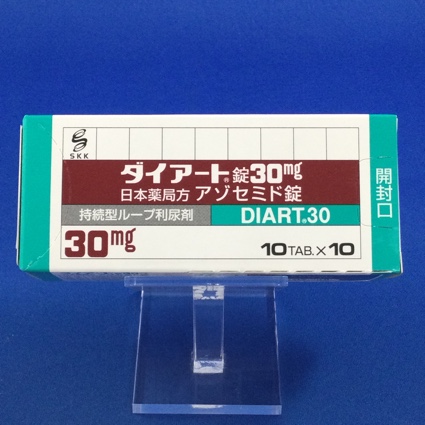 SKK
ダイアート®錠30mg
日本薬局方 アゾセミド錠
持続型ループ利尿剤 DIART®30
30mg
10TAB.×10
開封口